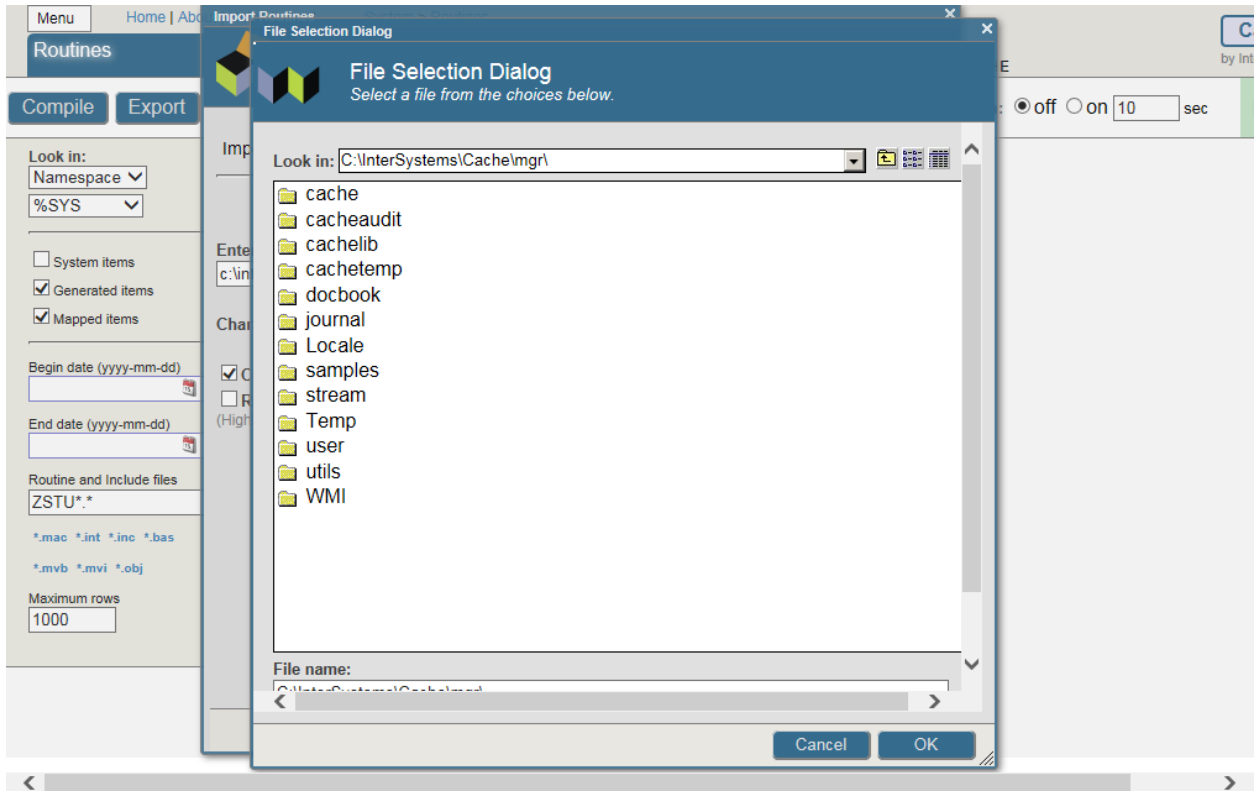 Menu
Home | Abo
Routines
Compile
Export
Look in:
Namespace
%SYS
System items
Generated items
Mapped items
Begin date (yyyy-mm-dd)
End date (yyyy-mm-dd)
Routine and Include files
ZSTU*.*
*.mac *.int *.inc *.bas
*.mvb *.mvi *.obj
Maximum rows
1000
Import Routines
Imp
Ente
c:\in
Char
(High
File Selection Dialog
File Selection Dialog
Select a file from the choices below.
Look in: C:\InterSystems\Cache\mgr\
cache
cacheaudit
cachelib
cachetemp
docbook
journal
Locale
samples
stream
Temp
user
utils
WMI
File name:
C:\InterSystems\Cache\mgr\
Cancel
OK
E
: off on 10 sec
C
by Int